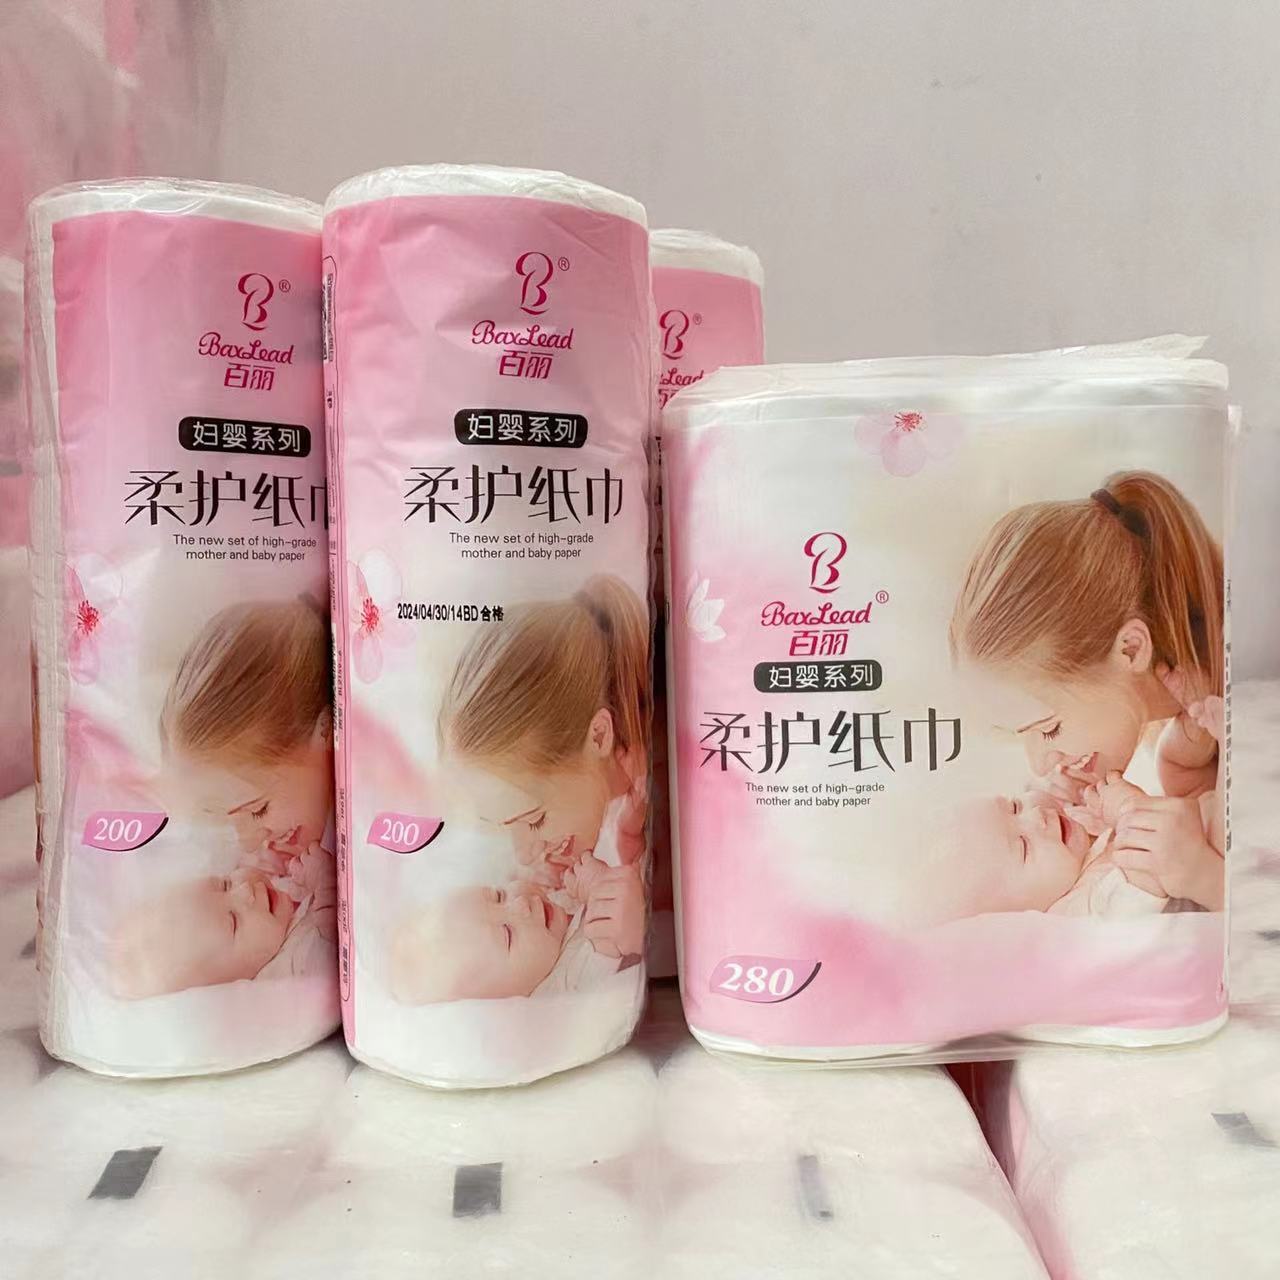 B®
BaxLead
百丽
妇婴系列
柔护纸巾
The new set of high-grade
mother and baby paper
200
B®
BaxLead
百丽
妇婴系列
柔护纸巾
The new set of high-grade
mother and baby paper
2024/04/30/14BD合格
200
B®
Lead
B®
BaxLead
百丽
妇婴系列
柔护纸巾
The new set of high-grade
mother and baby paper
280